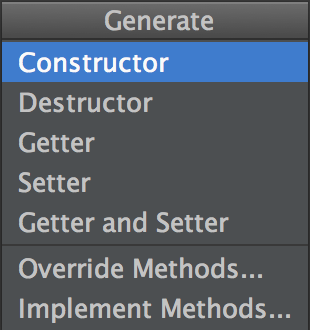 Generate
Constructor
Destructor
Getter
Setter
Getter and Setter
Override Methods...
Implement Methods...